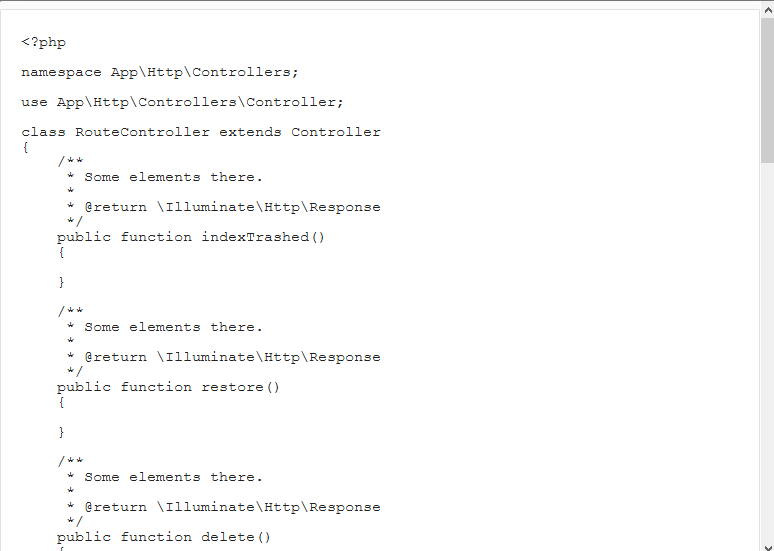 <?php
namespace App\Http\Controllers;
use App\Http\Controllers\Controller;
class RouteController extends Controller
{
    /**
     * Some elements there.
     *
     * @return \Illuminate\Http\Response
     */
    public function indexTrashed()
    {
    }
    /**
     * Some elements there.
     *
     * @return \Illuminate\Http\Response
     */
    public function restore()
    {
    }
    /**
     * Some elements there.
     *
     * @return \Illuminate\Http\Response
     */
    public function delete()
    {